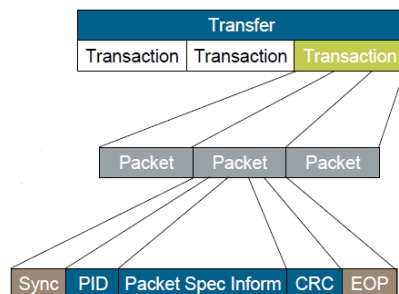 Transfer
Transaction Transaction Transaction
Packet Packet Packet
Sync PID Packet Spec Inform CRC EOP